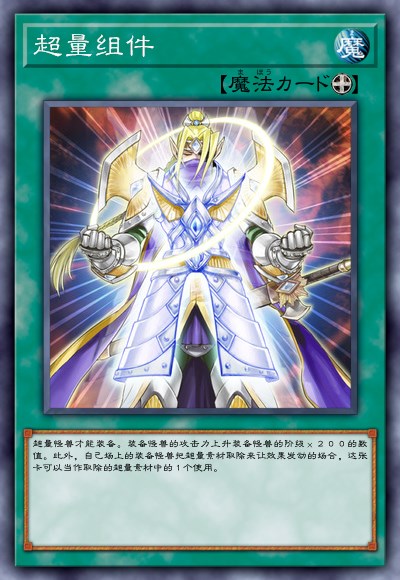 超量组件
魔
【魔法カード
まほう
超量怪兽才能装备。装备怪兽的攻击力上升装备怪兽的阶级×200的数
值。此外,自己场上的装备怪兽把超量素材取除来让效果发动的场合,这张
卡可以当作取除的超量素材中的1个使用。